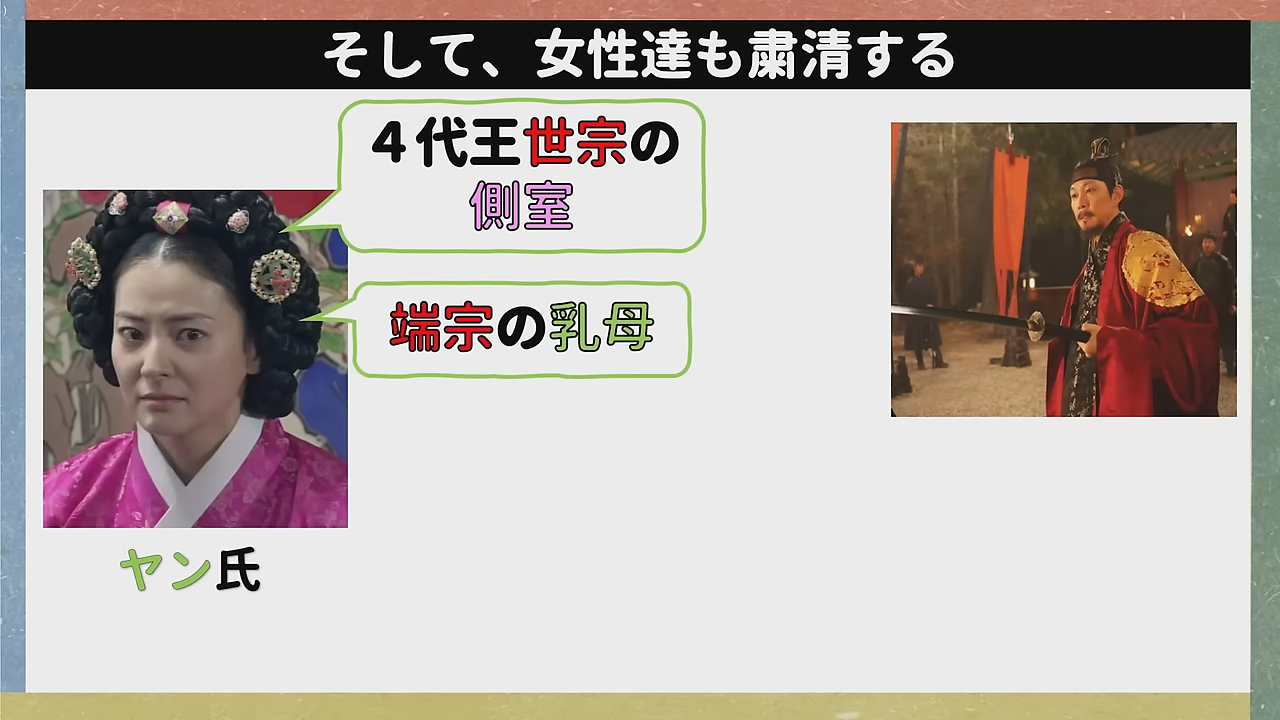 そして、女性達も粛清する
４代王世宗の
側室
端宗の乳母
ヤン氏